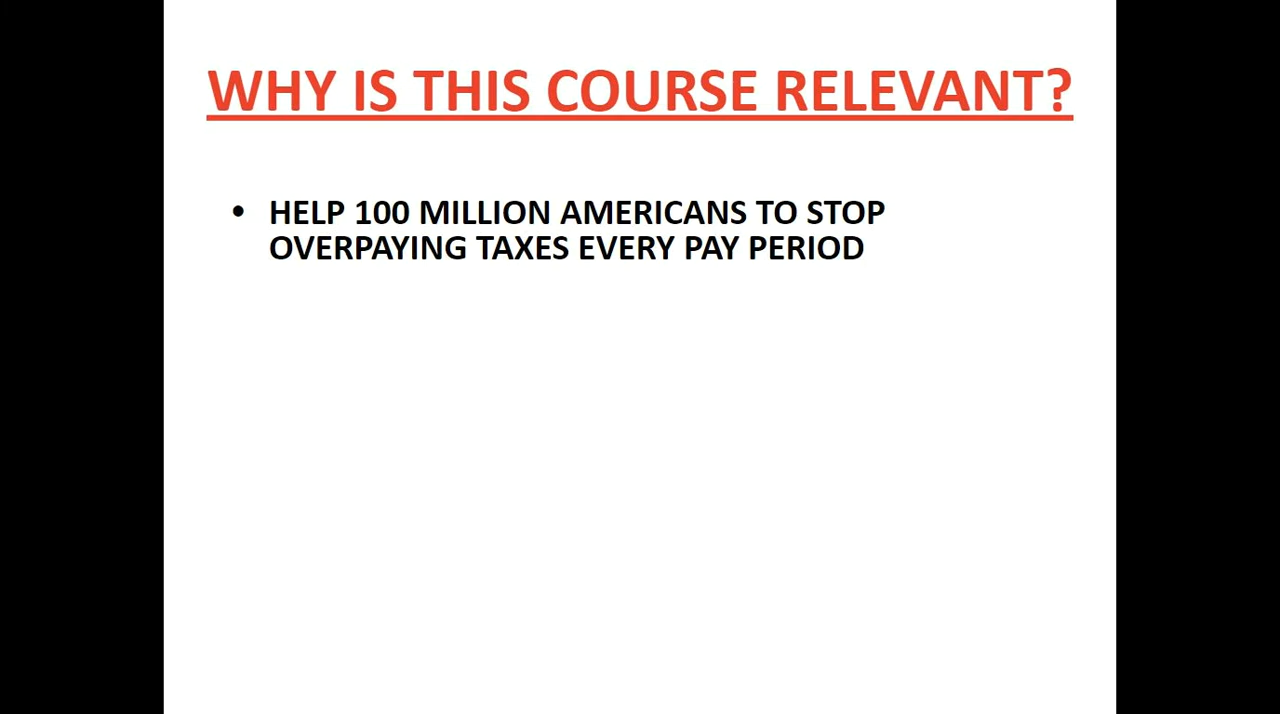 WHY IS THIS COURSE RELEVANT?
• HELP 100 MILLION AMERICANS TO STOP
OVERPAYING TAXES EVERY PAY PERIOD